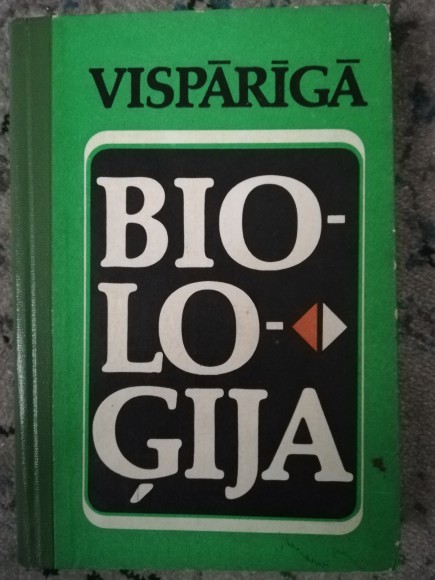 VISPĀRĪGĀ
BIO-
LO-
ĢIJA